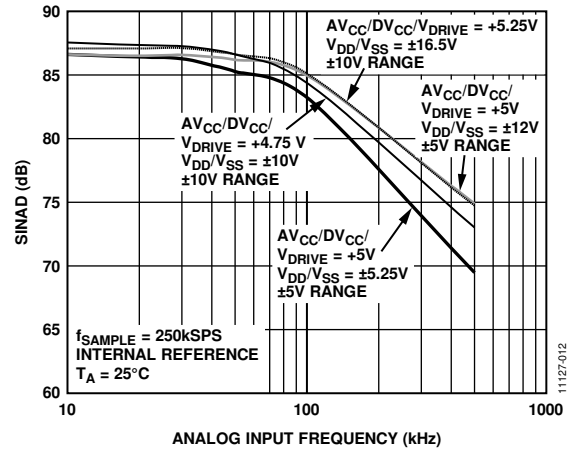 90
85
80
75
70
65
60
SINAD (dB)
AVCC/DVCC/VDRIVE = +5.25V
VDD/VSS = ±16.5V
±10V RANGE
AVCC/DVCC/
VDRIVE = +5V
VDD/VSS = ±12V
±5V RANGE
AVCC/DVCC/
VDRIVE = +4.75 V
VDD/VSS = ±10V
±10V RANGE
AVCC/DVCC/
VDRIVE = +5V
VDD/VSS = ±5.25V
±5V RANGE
fSAMPLE = 250kSPS
INTERNAL REFERENCE
TA = 25°C
10
100
1000
ANALOG INPUT FREQUENCY (kHz)
11127-012